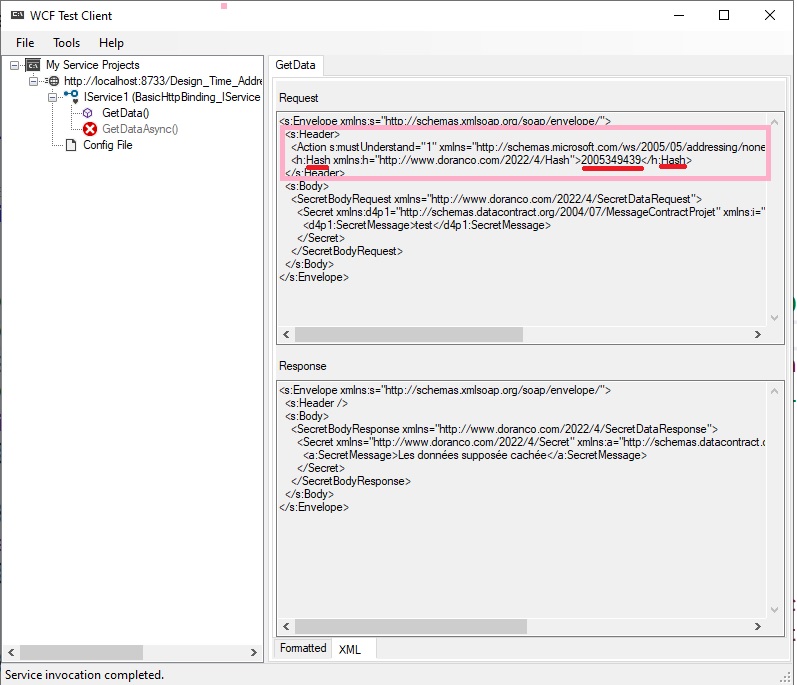 WCF Test Client
File Tools Help
My Service Projects
http://localhost:8733/Design_Time_Addre
IService1 (BasicHttpBinding_IService
GetData()
GetDataAsync()
Config File
GetData
Request
<s:Envelope xmlns:s="http://schemas.xmlsoap.org/soap/envelope/">
<s:Header>
<Action s:mustUnderstand="1" xmlns="http://schemas.microsoft.com/ws/2005/05/addressing/none
<h:Hash xmlns:h="http://www.doranco.com/2022/4/Hash">2005349439</h:Hash>
</s:Header>
<s:Body>
<SecretBodyRequest xmlns="http://www.doranco.com/2022/4/SecretDataRequest">
<Secret xmlns:d4p1="http://schemas.datacontract.org/2004/07/MessageContractProjet" xmlns:i="
<d4p1:SecretMessage>test</d4p1:SecretMessage>
</Secret>
</SecretBodyRequest>
</s:Body>
</s:Envelope>
Response
<s:Envelope xmlns:s="http://schemas.xmlsoap.org/soap/envelope/">
<s:Header />
<s:Body>
<SecretBodyResponse xmlns="http://www.doranco.com/2022/4/SecretDataResponse">
<Secret xmlns="http://www.doranco.com/2022/4/Secret" xmlns:a="http://schemas.datacontract.o
<a:SecretMessage>Les données supposée cachée</a:SecretMessage>
</Secret>
</SecretBodyResponse>
</s:Body>
</s:Envelope>
Formatted XML
Service invocation completed.